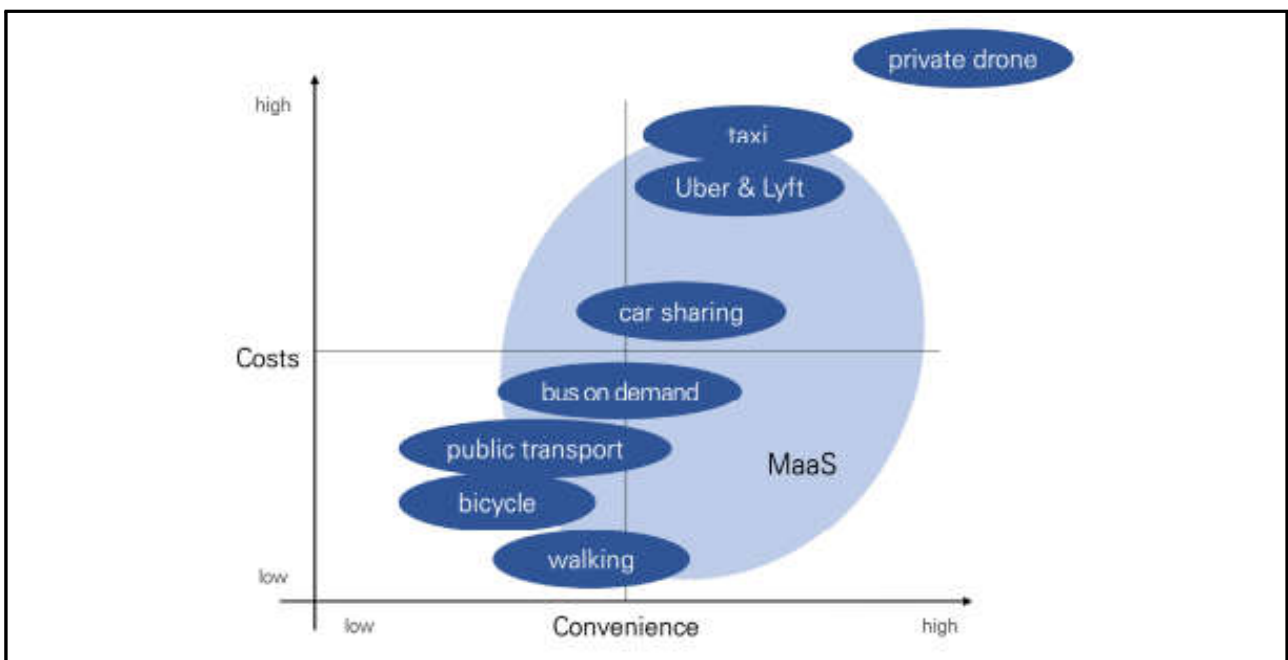 private drone
high
taxi
Uber & Lyft
car sharing
Costs
bus on demand
public transport
MaaS
bicycle
walking
low
low
Convenience
high